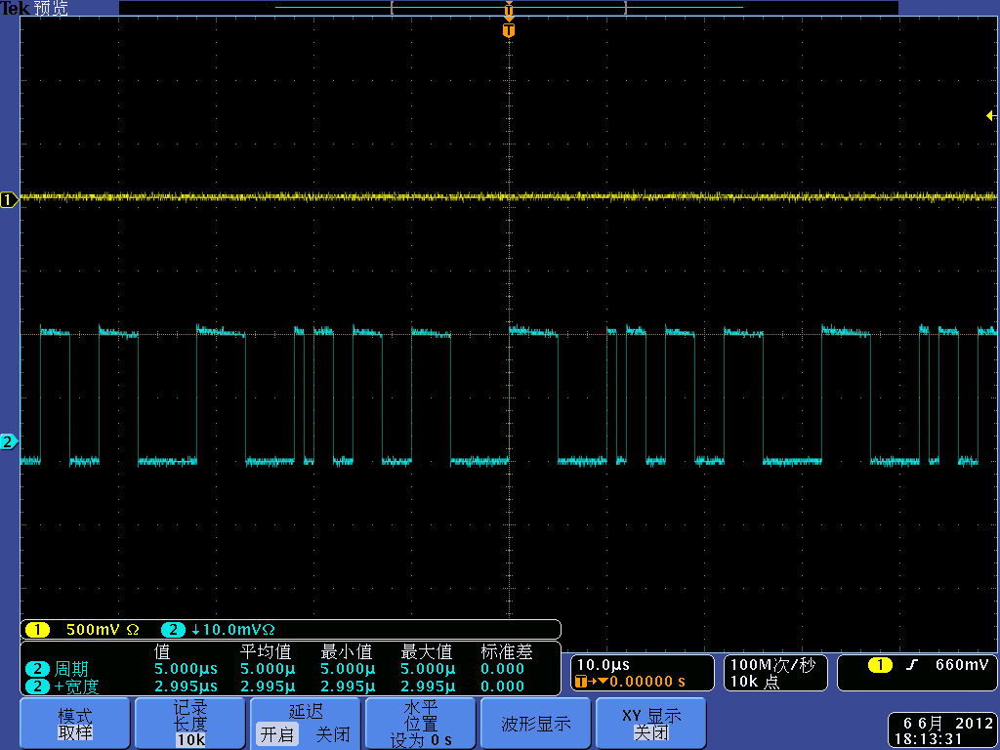 Tek 预览
T
T
1
2
1 500mV Ω 2 ↓10.0mVΩ
值 平均值 最小值 最大值 标准差
2 周期 5.000µs 5.000µ 5.000µ 5.000µ 0.000
2 +宽度 2.995µs 2.995µ 2.995µ 2.995µ 0.000
10.0µs
T→▼0.00000 s
100M次/秒
10k 点
1 660mV
模式
取样
记录
长度
10k
延迟
开启 关闭
水平
位置
设为 0 s
波形显示
XY 显示
关闭
6 6月 2012
18:13:31